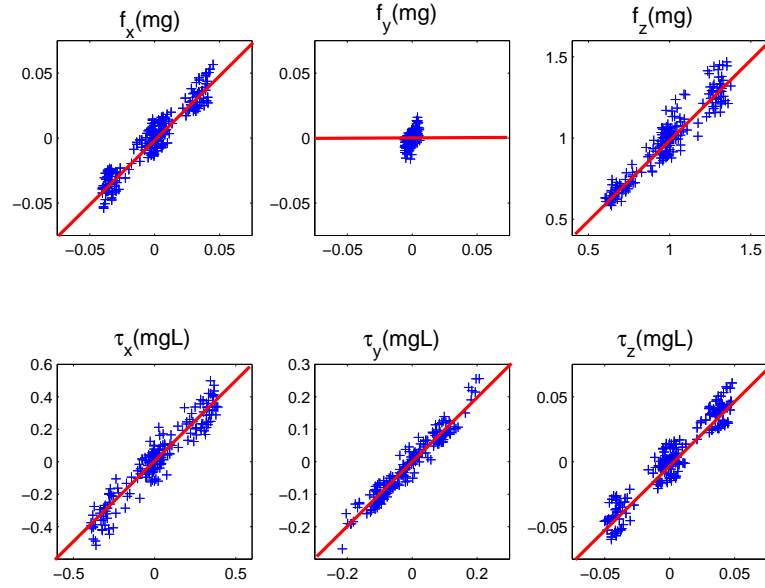 f_x(mg) f_y(mg) f_z(mg)
0.05 0.05 1.5
0 0 1
−0.05 −0.05 0.5
−0.05 0 0.05 −0.05 0 0.05 0.5 1 1.5
τ_x(mgL) τ_y(mgL) τ_z(mgL)
0.6 0.3
0.4 0.2 0.05
0.2 0.1
0 0 0
−0.2 −0.1
−0.4 −0.2 −0.05
−0.3
−0.5 0 0.5 −0.2 0 0.2 −0.05 0 0.05